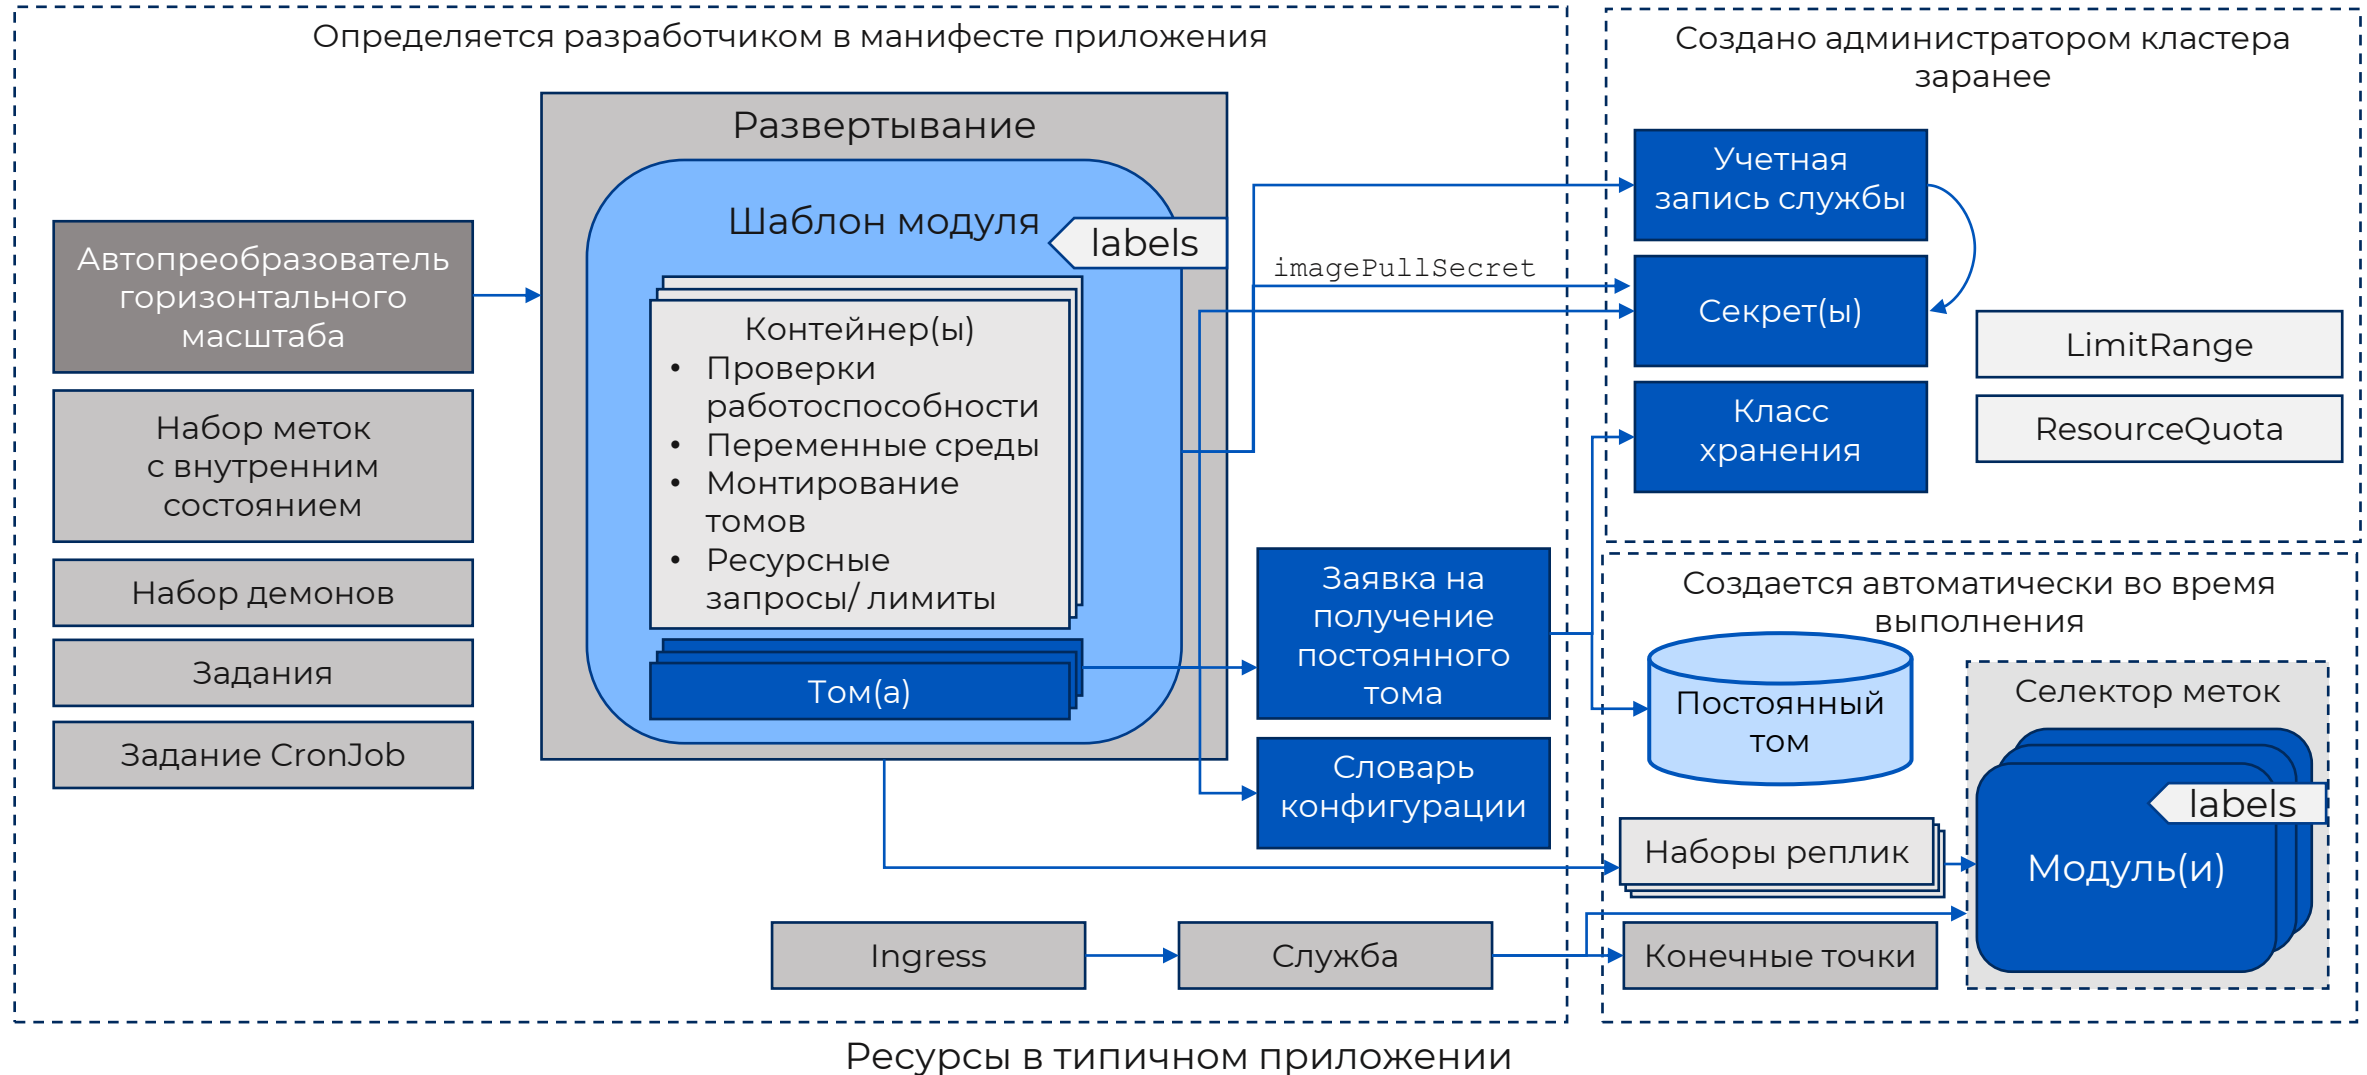 Определяется разработчиком в манифесте приложения
Развертывание
Шаблон модуля
labels
Автопреобразователь
горизонтального
масштаба
Набор меток
с внутренним
состоянием
Набор демонов
Задания
Задание CronJob
Контейнер(ы)
• Проверки
работоспособности
• Переменные среды
• Монтирование
томов
• Ресурсные
запросы/ лимиты
Том(а)
imagePullSecret
Заявка на
получение
постоянного
тома
Словарь
конфигурации
Ingress
Служба
Создано администратором кластера
заранее
Учетная
запись службы
Секрет(ы)
Класс
хранения
LimitRange
ResourceQuota
Создается автоматически во время
выполнения
Постоянный
том
Селектор меток
labels
Модуль(и)
Наборы реплик
Конечные точки
Ресурсы в типичном приложении